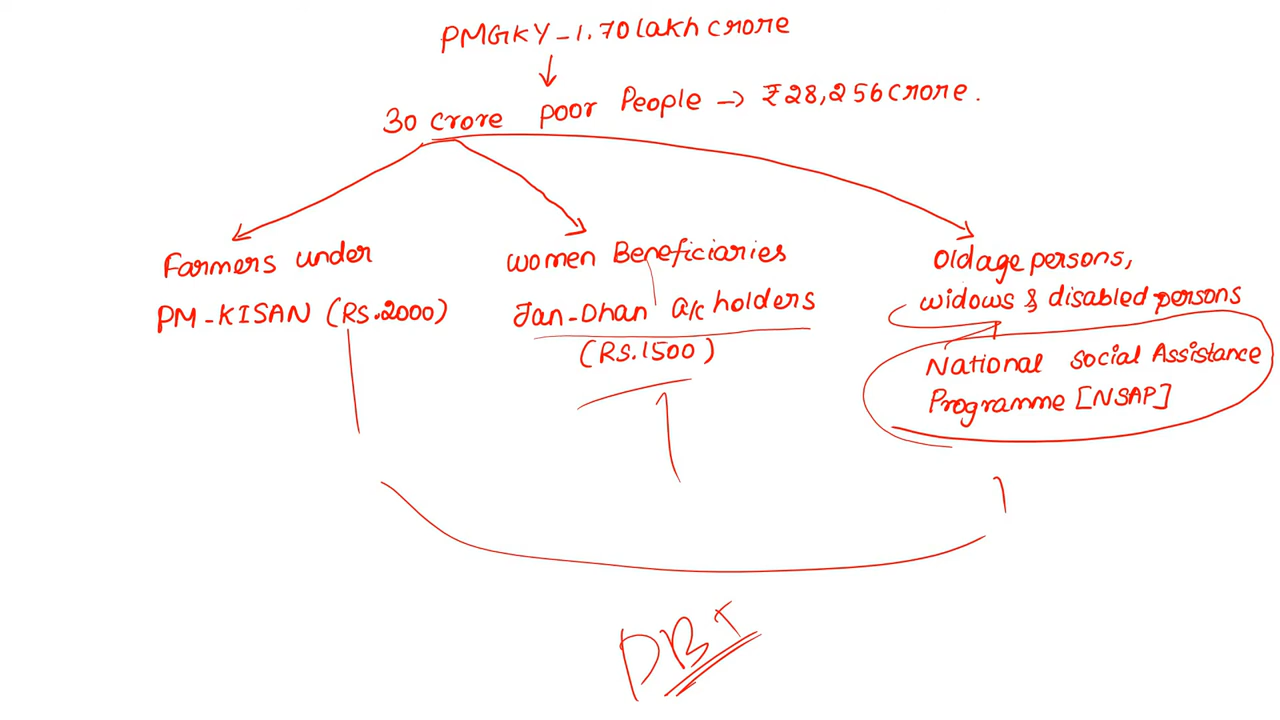 PMGKY - 1.70 lakh crore
30 crore poor People → ₹28,256 crore.
Farmers under
PM-KISAN (RS.2000)
women Beneficiaries
Jan-Dhan a/c holders
(RS.1500)
Oldage persons,
widows & disabled persons
National social Assistance
Programme [NSAP]
DBT